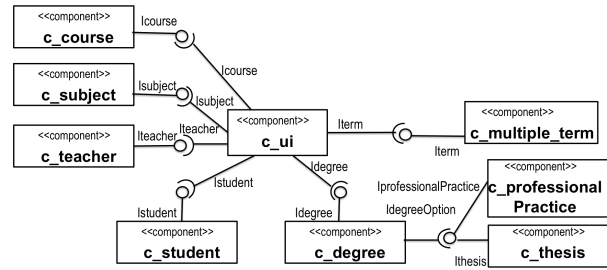 <<component>>
c_course
Icourse
Icourse
<<component>>
c_subject
Isubject
Isubject
<<component>>
c_teacher
Iteacher
Iteacher
<<component>>
c_ui
Iterm
Iterm
<<component>>
c_multiple_term
Istudent
Istudent
<<component>>
c_student
Idegree
Idegree
<<component>>
c_degree
IprofessionalPractice
IdegreeOption
<<component>>
c_professional
Practice
Ithesis
<<component>>
c_thesis